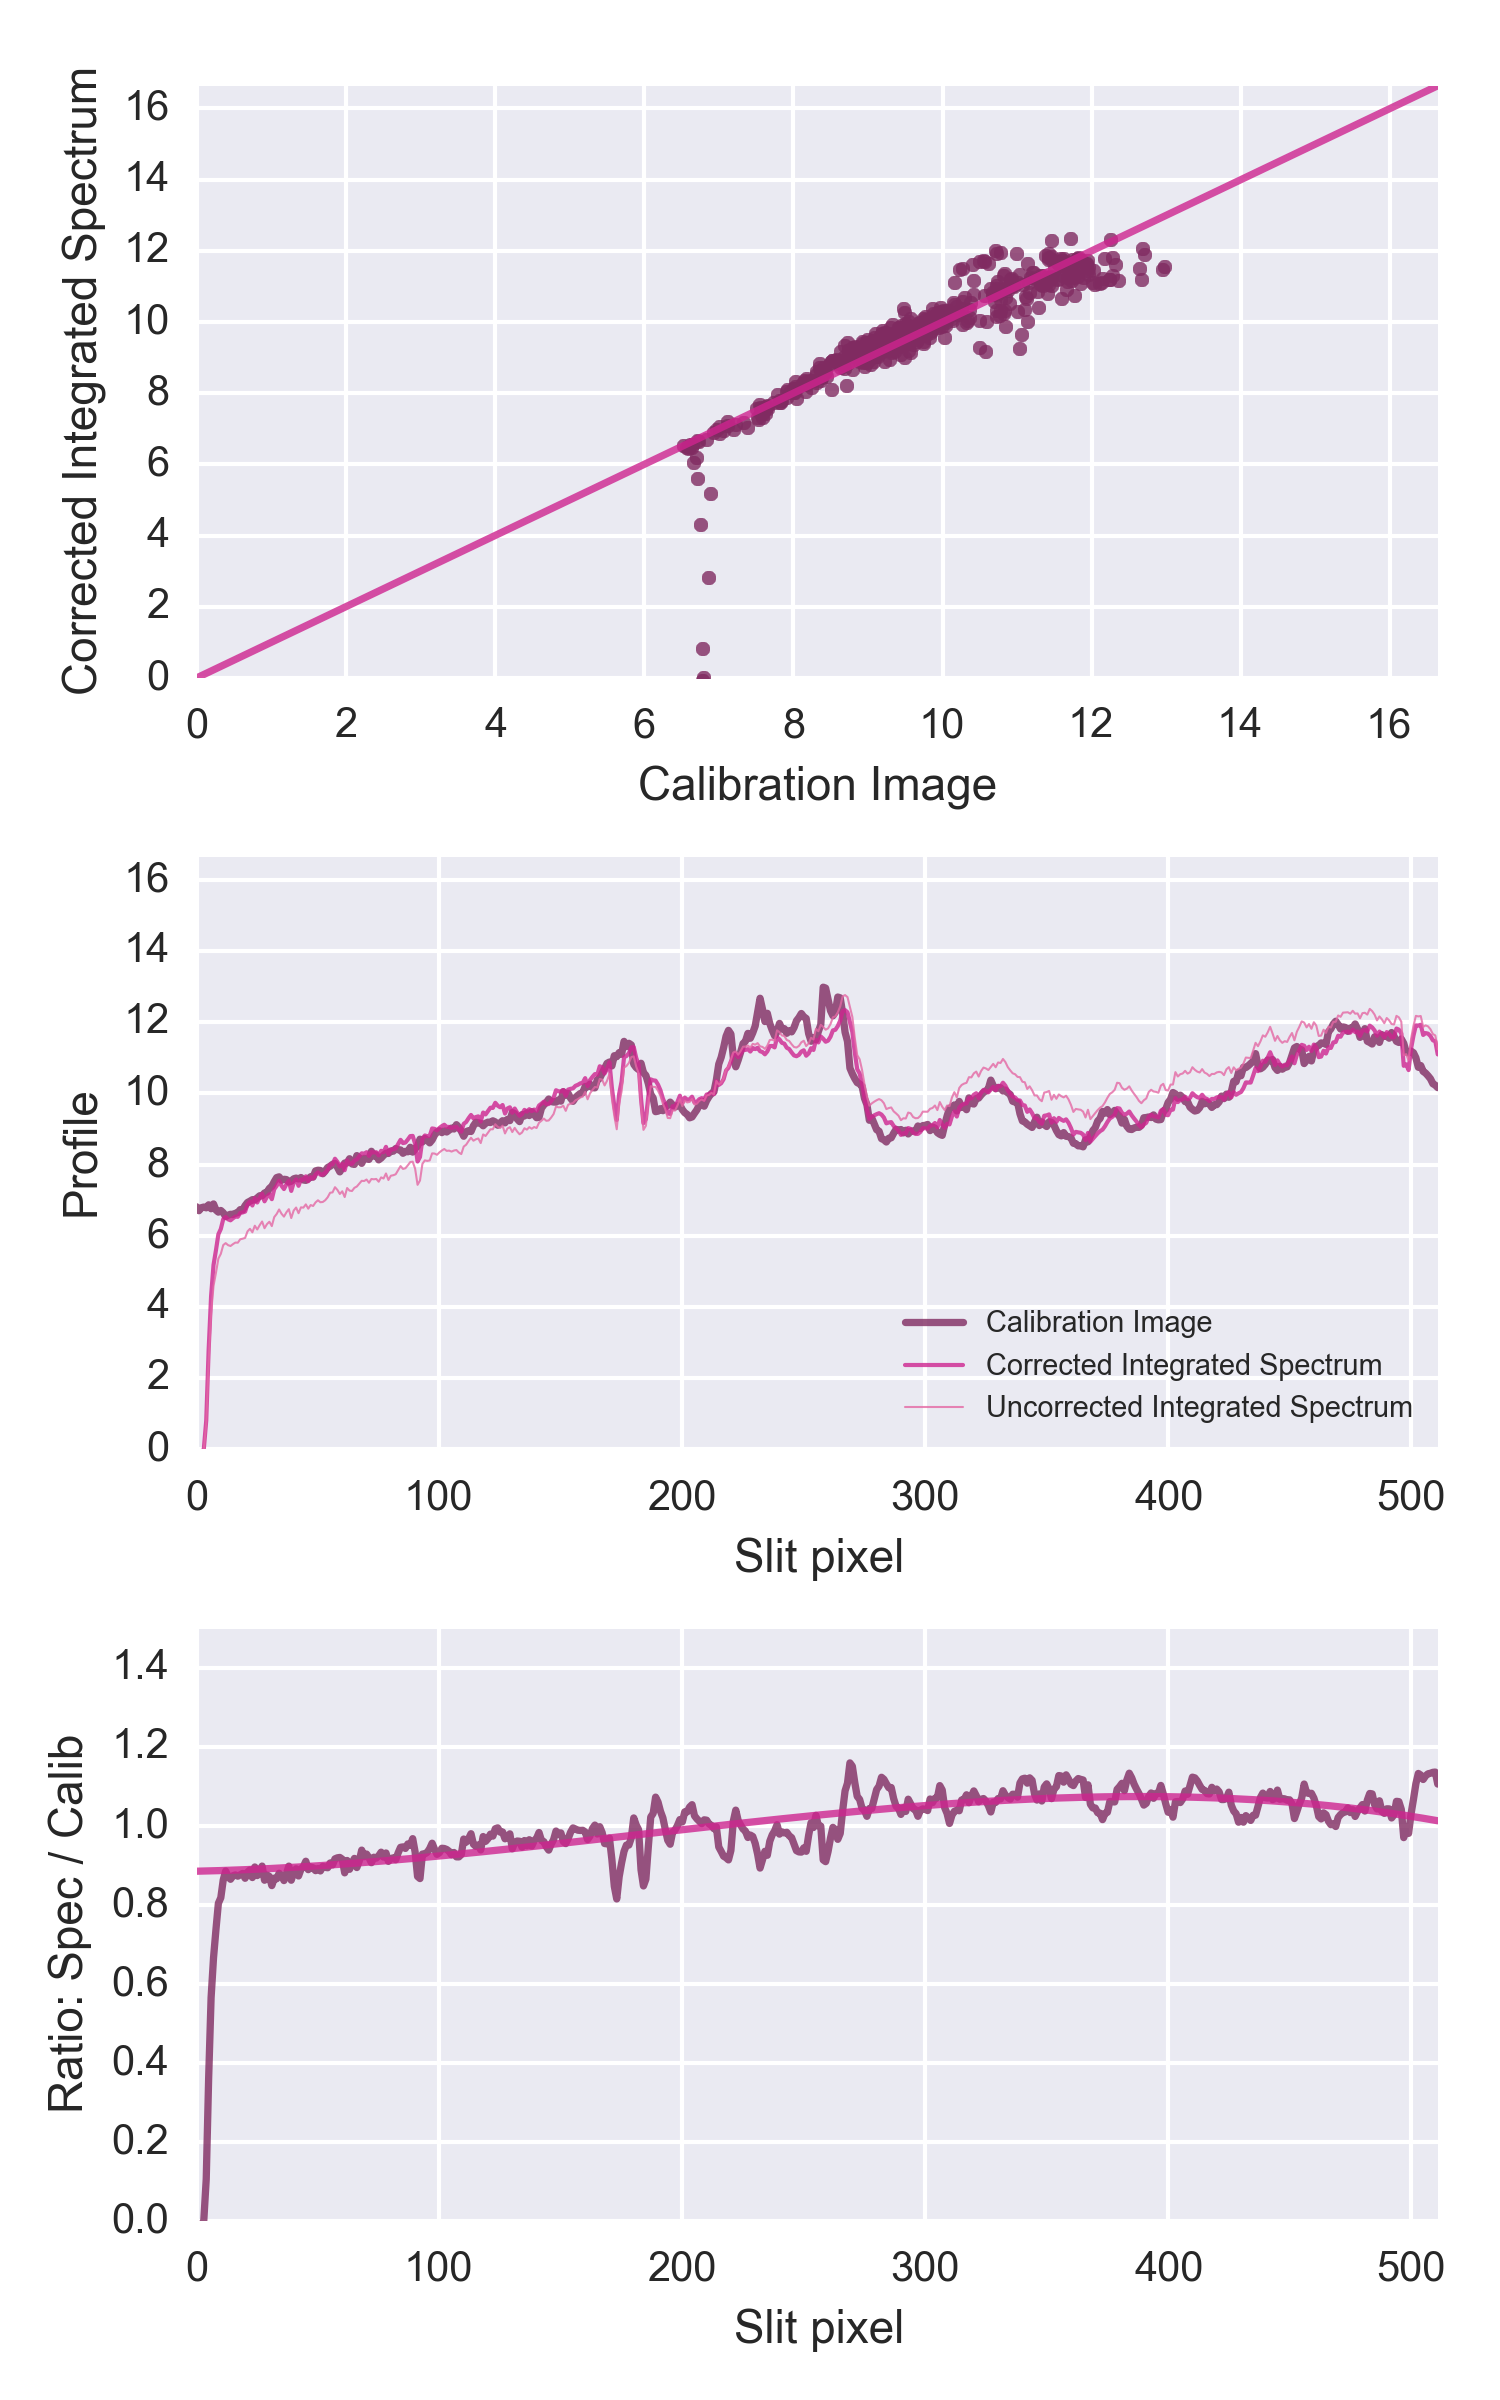 Corrected Integrated Spectrum
16
14
12
10
8
6
4
2
0
0 2 4 6 8 10 12 14 16
Calibration Image
Profile
16
14
12
10
8
6
4
2
0
Calibration Image
Corrected Integrated Spectrum
Uncorrected Integrated Spectrum
0 100 200 300 400 500
Slit pixel
Ratio: Spec / Calib
1.4
1.2
1.0
0.8
0.6
0.4
0.2
0.0
0 100 200 300 400 500
Slit pixel